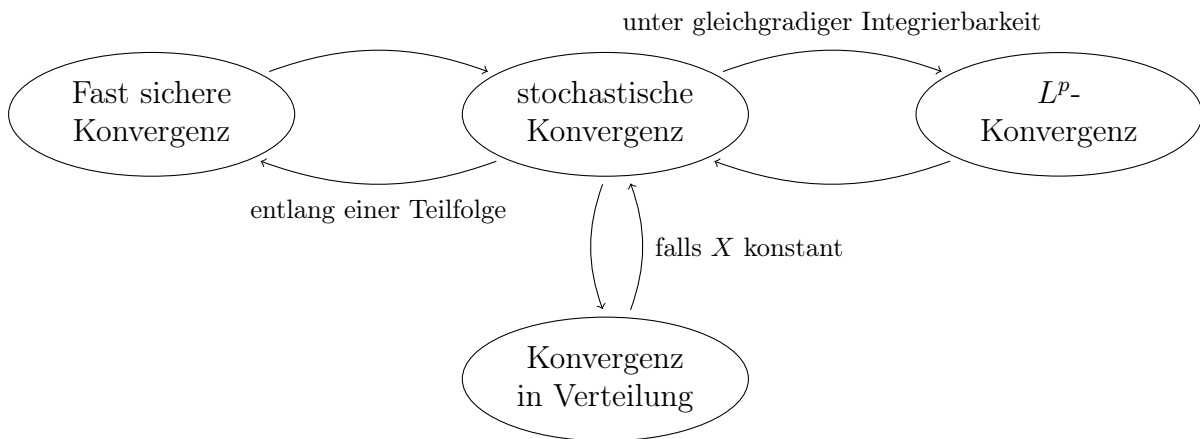 unter gleichgradiger Integrierbarkeit
Fast sichere
Konvergenz
stochastische
Konvergenz
L^p-
Konvergenz
entlang einer Teilfolge
falls X konstant
Konvergenz
in Verteilung